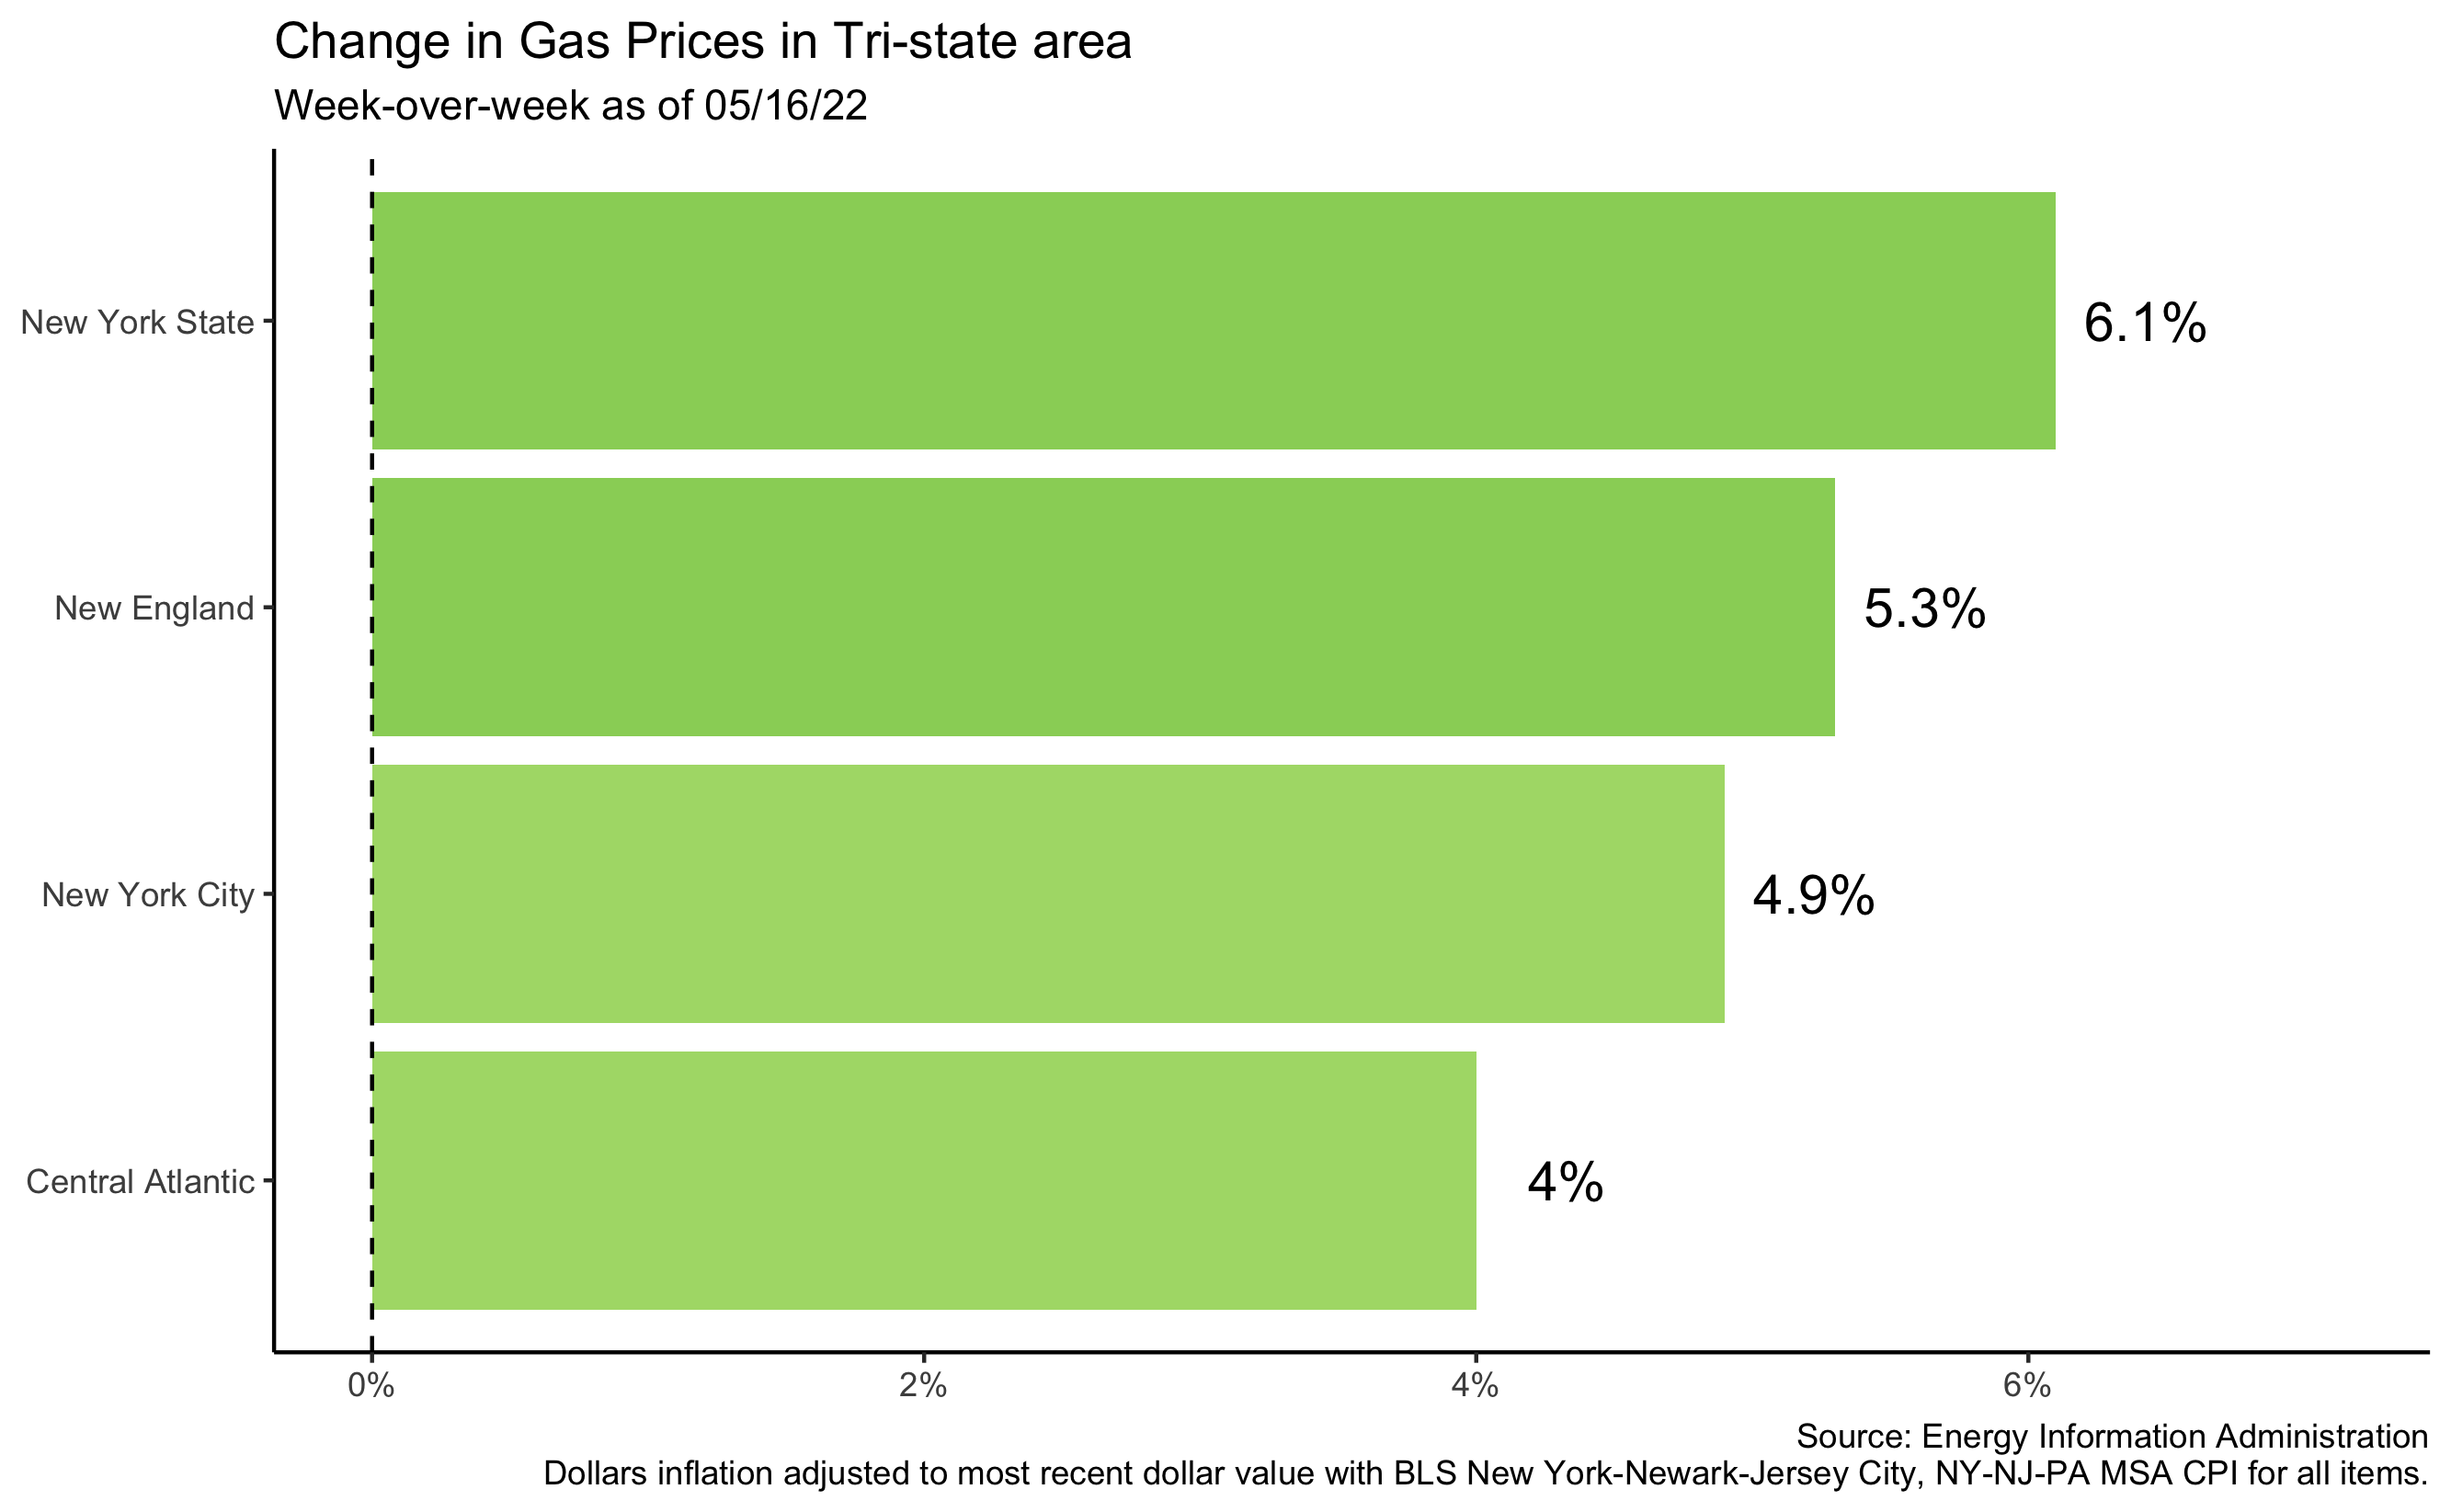 Change in Gas Prices in Tri-state area
Week-over-week as of 05/16/22
New York State
6.1%
New England
5.3%
New York City
4.9%
Central Atlantic
4%
0%
2%
4%
6%
Source: Energy Information Administration
Dollars inflation adjusted to most recent dollar value with BLS New York-Newark-Jersey City, NY-NJ-PA MSA CPI for all items.